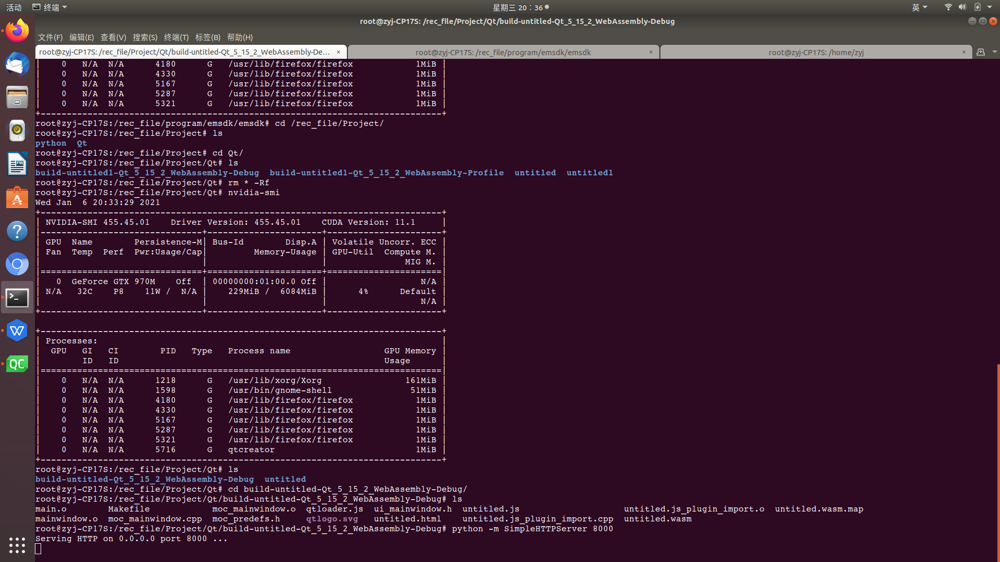 活动 终端 星期三 20：36 英
root@zyj-CP17S: /rec_file/Project/Qt/build-untitled-Qt_5_15_2_WebAssembly-Debug
文件(F) 编辑(E) 查看(V) 搜索(S) 终端(T) 标签(B) 帮助(H)
root@zyj-CP17S: /rec_file/Project/Qt/build-untitled-Qt_5_15_2_WebAssembly-De... × root@zyj-CP17S: /rec_file/program/emsdk/emsdk × root@zyj-CP17S: /home/zyj ×
|    0   N/A  N/A      4180      G   /usr/lib/firefox/firefox            1MiB |
|    0   N/A  N/A      4330      G   /usr/lib/firefox/firefox            1MiB |
|    0   N/A  N/A      5167      G   /usr/lib/firefox/firefox            1MiB |
|    0   N/A  N/A      5287      G   /usr/lib/firefox/firefox            1MiB |
|    0   N/A  N/A      5321      G   /usr/lib/firefox/firefox            1MiB |
+-----------------------------------------------------------------------------+
root@zyj-CP17S:/rec_file/program/emsdk/emsdk# cd /rec_file/Project/
root@zyj-CP17S:/rec_file/Project# ls
python  Qt
root@zyj-CP17S:/rec_file/Project# cd Qt/
root@zyj-CP17S:/rec_file/Project/Qt# ls
build-untitled1-Qt_5_15_2_WebAssembly-Debug  build-untitled1-Qt_5_15_2_WebAssembly-Profile  untitled  untitled1
root@zyj-CP17S:/rec_file/Project/Qt# rm * -Rf
root@zyj-CP17S:/rec_file/Project/Qt# nvidia-smi
Wed Jan  6 20:33:29 2021
+-----------------------------------------------------------------------------+
| NVIDIA-SMI 455.45.01    Driver Version: 455.45.01    CUDA Version: 11.1     |
|-------------------------------+----------------------+----------------------+
| GPU  Name        Persistence-M| Bus-Id        Disp.A | Volatile Uncorr. ECC |
| Fan  Temp  Perf  Pwr:Usage/Cap|         Memory-Usage | GPU-Util  Compute M. |
|                               |                      |               MIG M. |
|===============================+======================+======================|
|   0  GeForce GTX 970M    Off  | 00000000:01:00.0 Off |                  N/A |
| N/A   32C    P8    11W /  N/A |    229MiB /  6084MiB |      4%      Default |
|                               |                      |                  N/A |
+-------------------------------+----------------------+----------------------+
+-----------------------------------------------------------------------------+
| Processes:                                                                  |
|  GPU   GI   CI        PID   Type   Process name                  GPU Memory |
|        ID   ID                                                   Usage      |
|=============================================================================|
|    0   N/A  N/A      1218      G   /usr/lib/xorg/Xorg                161MiB |
|    0   N/A  N/A      1598      G   /usr/bin/gnome-shell               51MiB |
|    0   N/A  N/A      4180      G   /usr/lib/firefox/firefox            1MiB |
|    0   N/A  N/A      4330      G   /usr/lib/firefox/firefox            1MiB |
|    0   N/A  N/A      5167      G   /usr/lib/firefox/firefox            1MiB |
|    0   N/A  N/A      5287      G   /usr/lib/firefox/firefox            1MiB |
|    0   N/A  N/A      5321      G   /usr/lib/firefox/firefox            1MiB |
|    0   N/A  N/A      5716      G   qtcreator                           1MiB |
+-----------------------------------------------------------------------------+
root@zyj-CP17S:/rec_file/Project/Qt# ls
build-untitled-Qt_5_15_2_WebAssembly-Debug  untitled
root@zyj-CP17S:/rec_file/Project/Qt# cd build-untitled-Qt_5_15_2_WebAssembly-Debug/
root@zyj-CP17S:/rec_file/Project/Qt/build-untitled-Qt_5_15_2_WebAssembly-Debug# ls
main.o        Makefile            moc_mainwindow.o  qtloader.js  ui_mainwindow.h  untitled.js                    untitled.js_plugin_import.o  untitled.wasm.map
mainwindow.o  moc_mainwindow.cpp  moc_predefs.h     qtlogo.svg   untitled.html    untitled.js_plugin_import.cpp  untitled.wasm
root@zyj-CP17S:/rec_file/Project/Qt/build-untitled-Qt_5_15_2_WebAssembly-Debug# python -m SimpleHTTPServer 8000
Serving HTTP on 0.0.0.0 port 8000 ...
QC